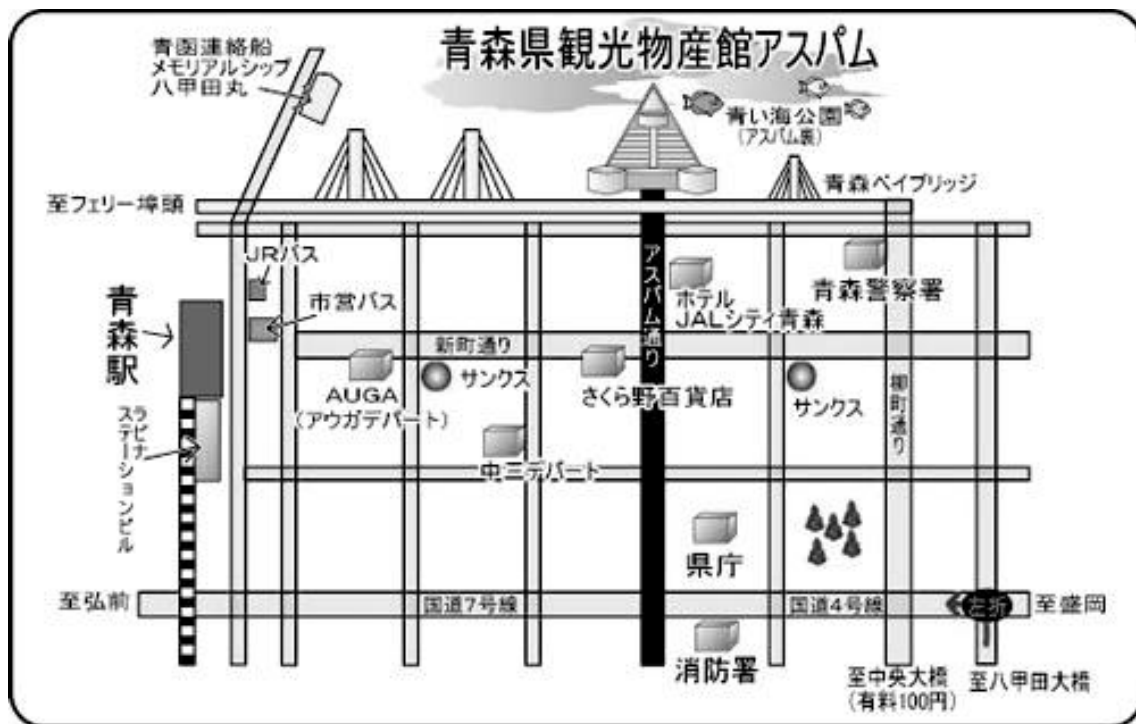 青森県観光物産館アスパム
青函連絡船
メモリアルシップ
八甲田丸
青い海公園
(アスパム裏)
青森ベイブリッジ
至フェリー埠頭
JRバス
市営バス
青森駅
アスパム通り
ホテル
JALシティ青森
青森警察署
新町通り
AUGA
(アウガデパート)
サンクス
さくら野百貨店
サンクス
柳町通り
ラビナ
ステーションビル
中三デパート
県庁
至弘前
国道7号線
国道4号線
左折
至盛岡
消防署
至中央大橋
(有料100円)
至八甲田大橋